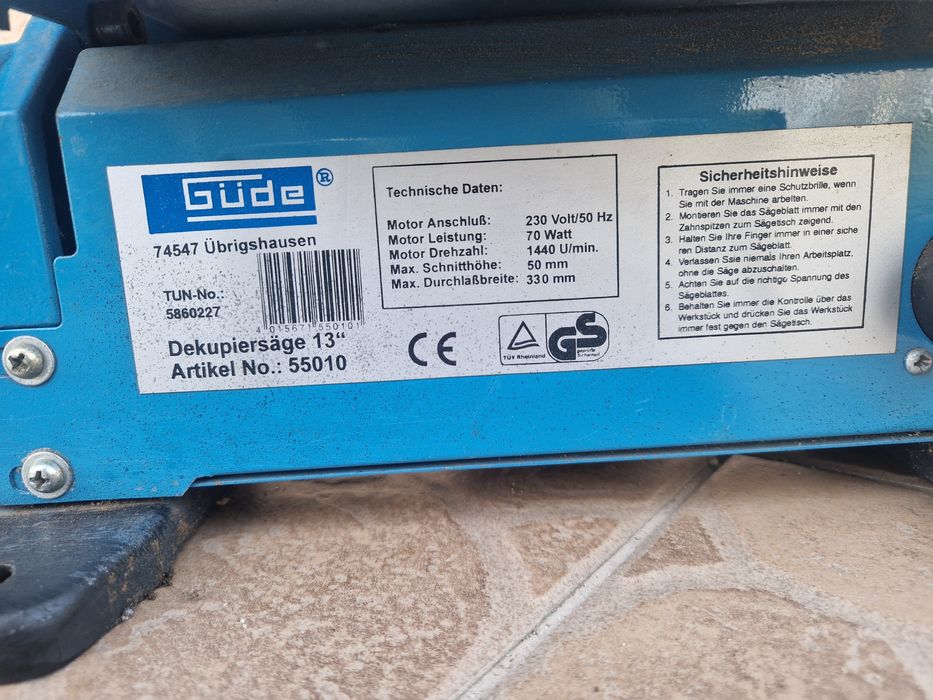 Güde ®
74547 Übrigshausen
TUN-No.:
5860227
4 015671 550101
Dekupiersäge 13“
Artikel No.: 55010
Technische Daten:
Motor Anschluß: 230 Volt/50 Hz
Motor Leistung: 70 Watt
Motor Drehzahl: 1440 U/min.
Max. Schnitthöhe: 50 mm
Max. Durchlaßbreite: 330 mm
CE
TÜV Rheinland
GS
geprüfte
Sicherheit
Sicherheitshinweise
1. Tragen Sie immer eine Schutzbrille, wenn
Sie mit der Maschine arbeiten.
2. Montieren Sie das Sägeblatt immer mit den
Zahnspitzen zum Sägetisch zeigend.
3. Halten Sie Ihre Finger immer in einer siche
ren Distanz zum Sägeblatt.
4. Verlassen Ssie niemals Ihren Arbeitsplatz,
ohne die Säge abzuschalten.
5. Achten Sie auf die richtige Spannung des
Sägeblattes.
6. Behalten Sie immer die Kontrolle über das
Werkstück und drücken Sie das Werkstück
immer fest gegen den Sägetisch.